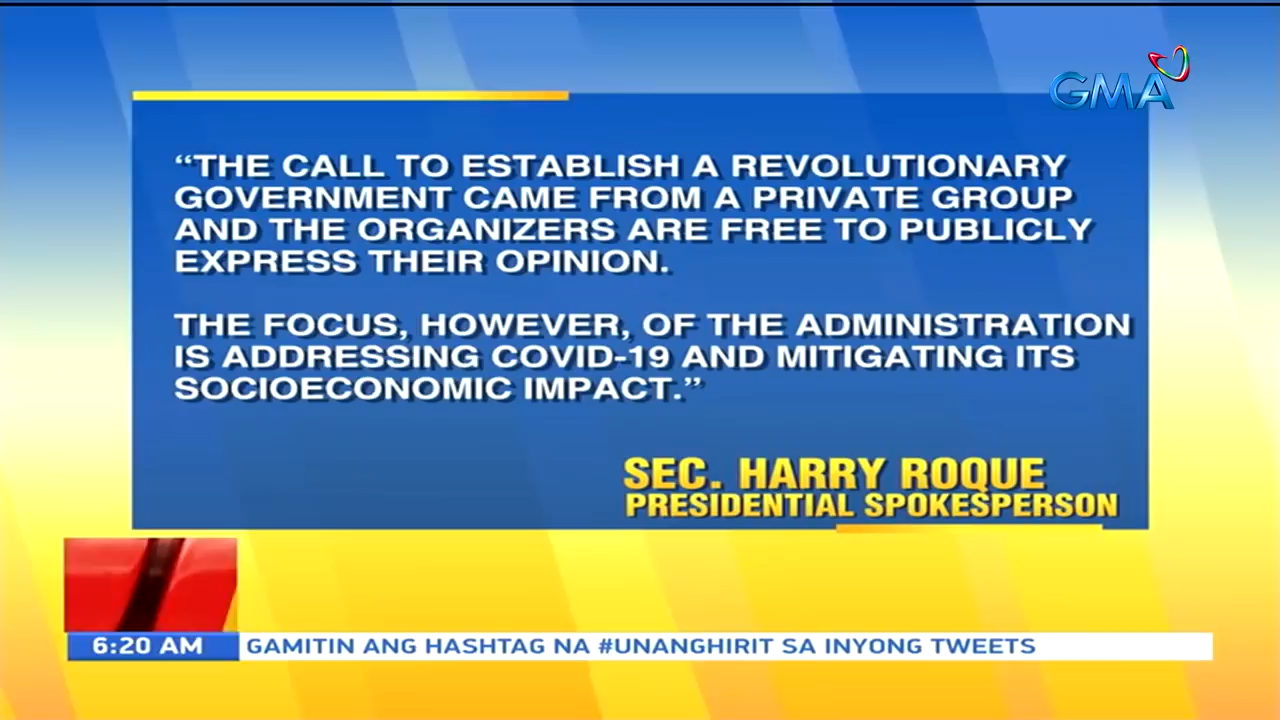 GMA
“THE CALL TO ESTABLISH A REVOLUTIONARY
GOVERNMENT CAME FROM A PRIVATE GROUP
AND THE ORGANIZERS ARE FREE TO PUBLICLY
EXPRESS THEIR OPINION.
THE FOCUS, HOWEVER, OF THE ADMINISTRATION
IS ADDRESSING COVID-19 AND MITIGATING ITS
SOCIOECONOMIC IMPACT.”
SEC. HARRY ROQUE
PRESIDENTIAL SPOKESPERSON
6:20 AM GAMITIN ANG HASHTAG NA #UNANGHIRIT SA INYONG TWEETS